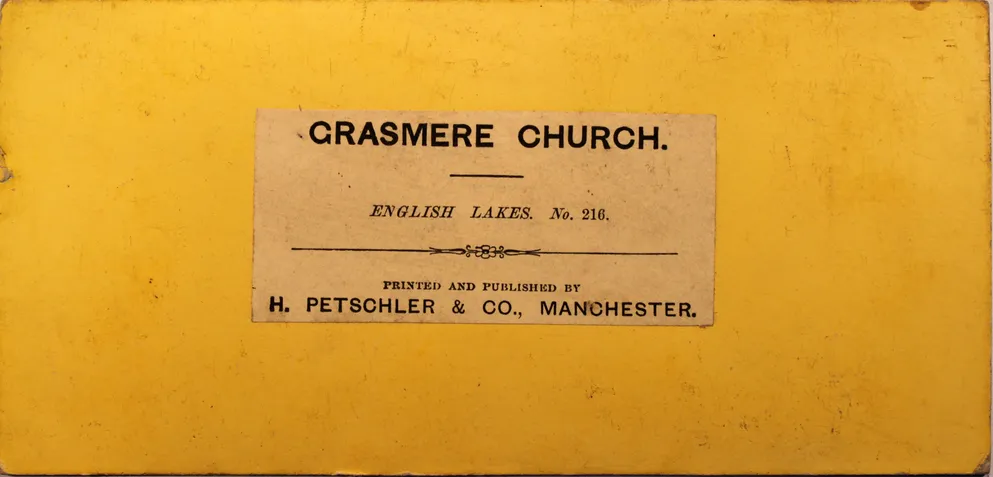 GRASMERE CHURCH.
ENGLISH LAKES. No. 216.
PRINTED AND PUBLISHED BY
H. PETSCHLER & CO., MANCHESTER.